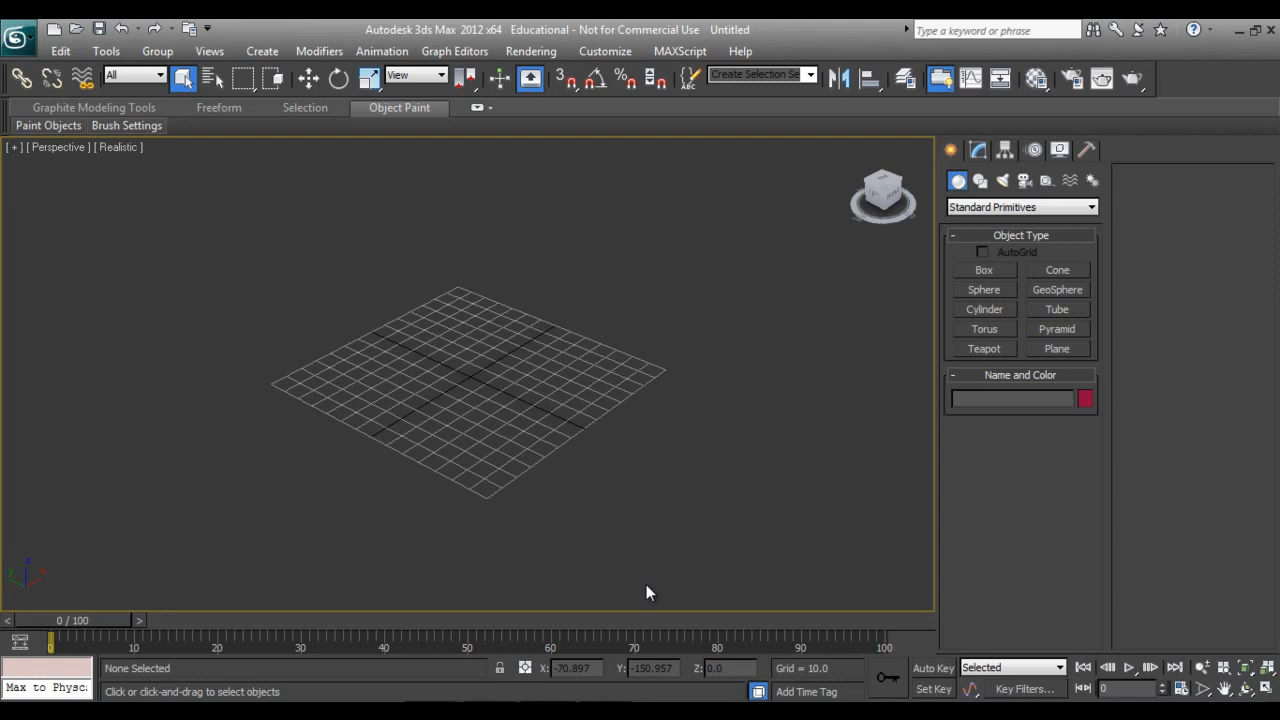 Autodesk 3ds Max 2012 x64 Educational - Not for Commercial Use Untitled
Type a keyword or phrase
Edit Tools Group Views Create Modifiers Animation Graph Editors Rendering Customize MAXScript Help
All View 3 % ABC Create Selection Se
Graphite Modeling Tools Freeform Selection Object Paint
Paint Objects Brush Settings
[ + ] [ Perspective ] [ Realistic ]
Standard Primitives
- Object Type
AutoGrid
Box Cone
Sphere GeoSphere
Cylinder Tube
Torus Pyramid
Teapot Plane
- Name and Color
z
y x
< 0 / 100 >
0 10 20 30 40 50 60 70 80 90 100
None Selected X: -70.897 Y: -150.957 Z: 0.0 Grid = 10.0 Auto Key Selected
Max to Physc Click or click-and-drag to select objects Add Time Tag Set Key Key Filters... 0